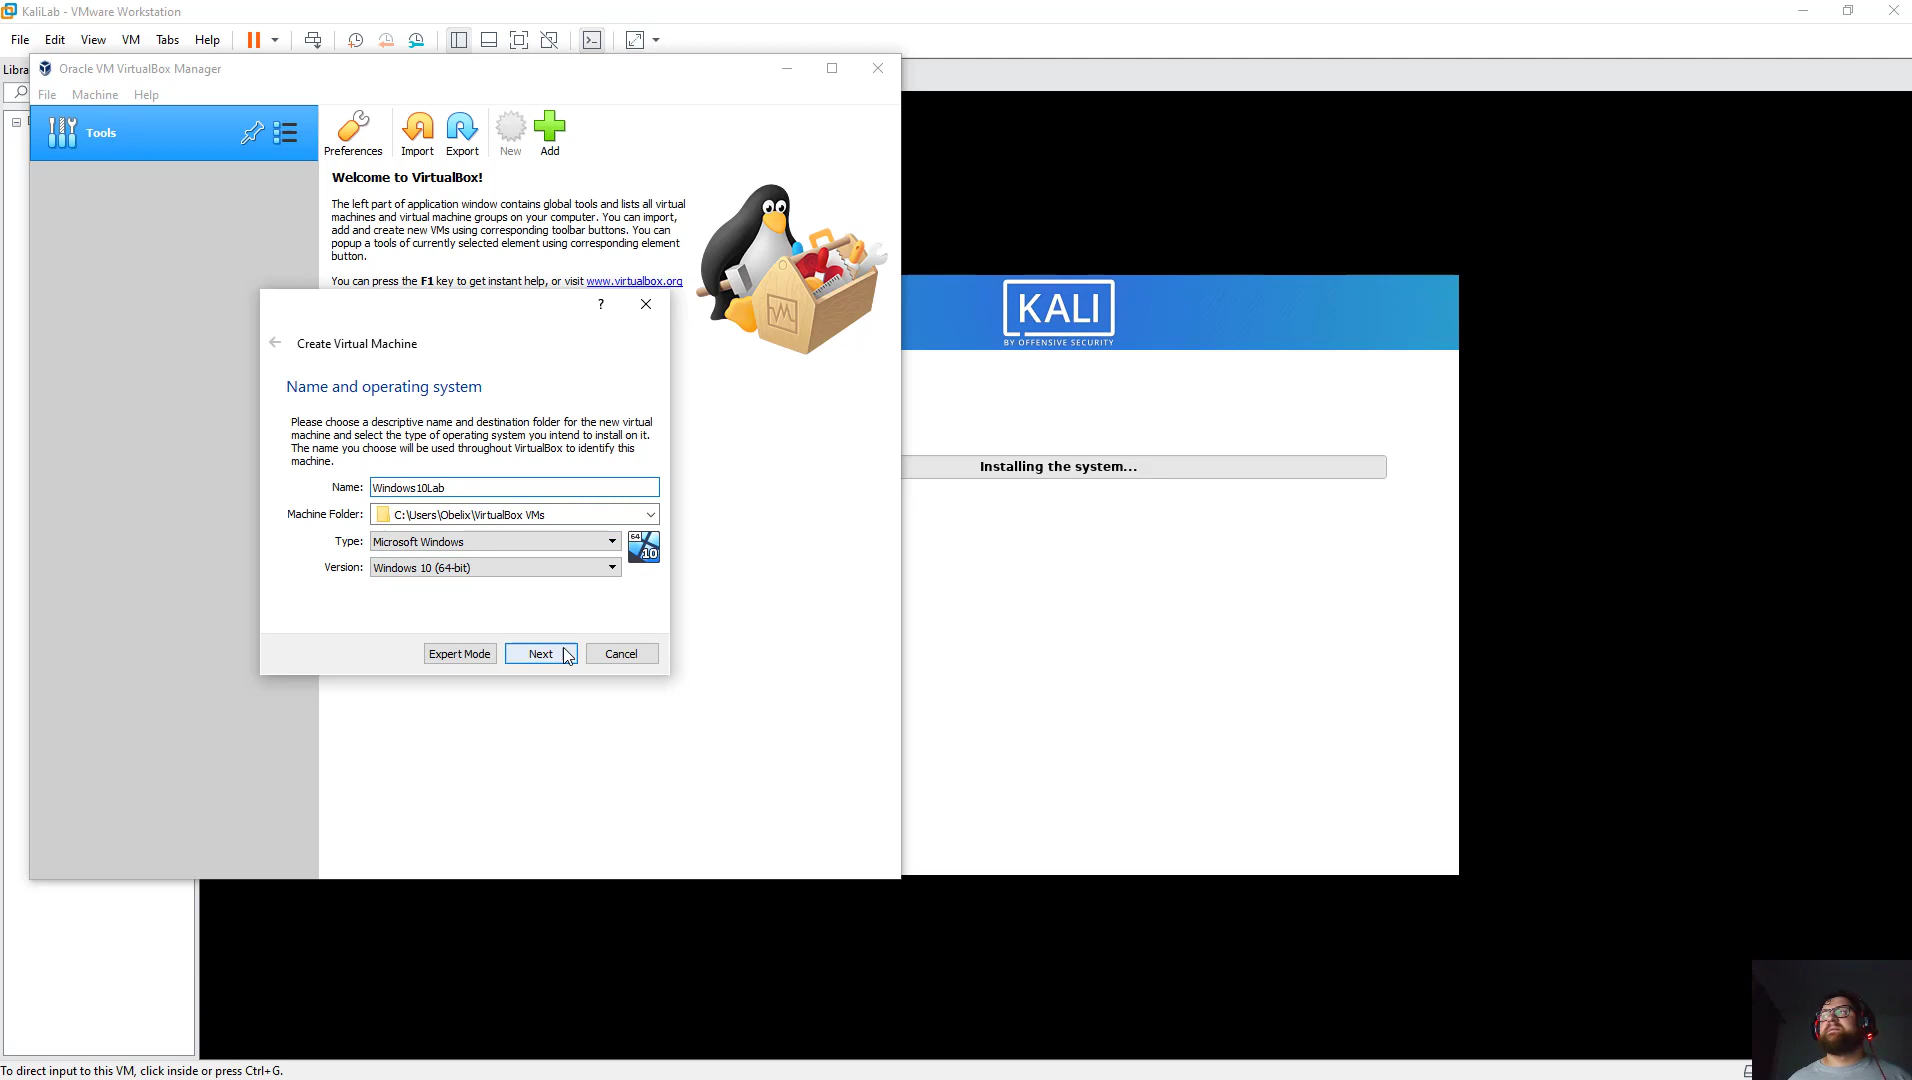 KaliLab - VMware Workstation
File Edit View VM Tabs Help
Libra
Oracle VM VirtualBox Manager
File Machine Help
Tools
Preferences Import Export New Add
Welcome to VirtualBox!
The left part of application window contains global tools and lists all virtual
machines and virtual machine groups on your computer. You can import,
add and create new VMs using corresponding toolbar buttons. You can
popup a tools of currently selected element using corresponding element
button.
You can press the F1 key to get instant help, or visit www.virtualbox.org
?
Create Virtual Machine
Name and operating system
Please choose a descriptive name and destination folder for the new virtual
machine and select the type of operating system you intend to install on it.
The name you choose will be used throughout VirtualBox to identify this
machine.
Name: Windows10Lab
Machine Folder: C:\Users\Obelix\VirtualBox VMs
Type: Microsoft Windows
64
10
Version: Windows 10 (64-bit)
Expert Mode Next Cancel
KALI
BY OFFENSIVE SECURITY
Installing the system...
To direct input to this VM, click inside or press Ctrl+G.